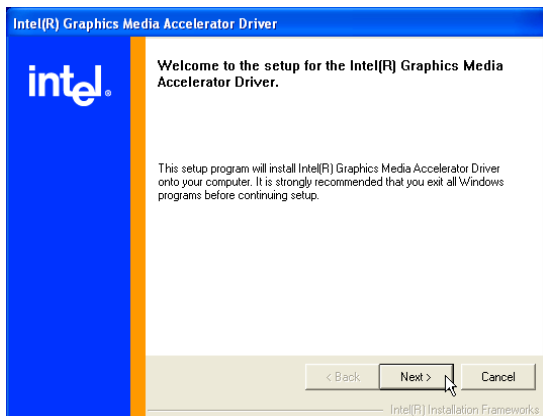 Intel(R) Graphics Media Accelerator Driver
intel.
Welcome to the setup for the Intel(R) Graphics Media
Accelerator Driver.
This setup program will install Intel(R) Graphics Media Accelerator Driver
onto your computer. It is strongly recommended that you exit all Windows
programs before continuing setup.
< Back
Next >
Cancel
Intel(R) Installation Frameworks